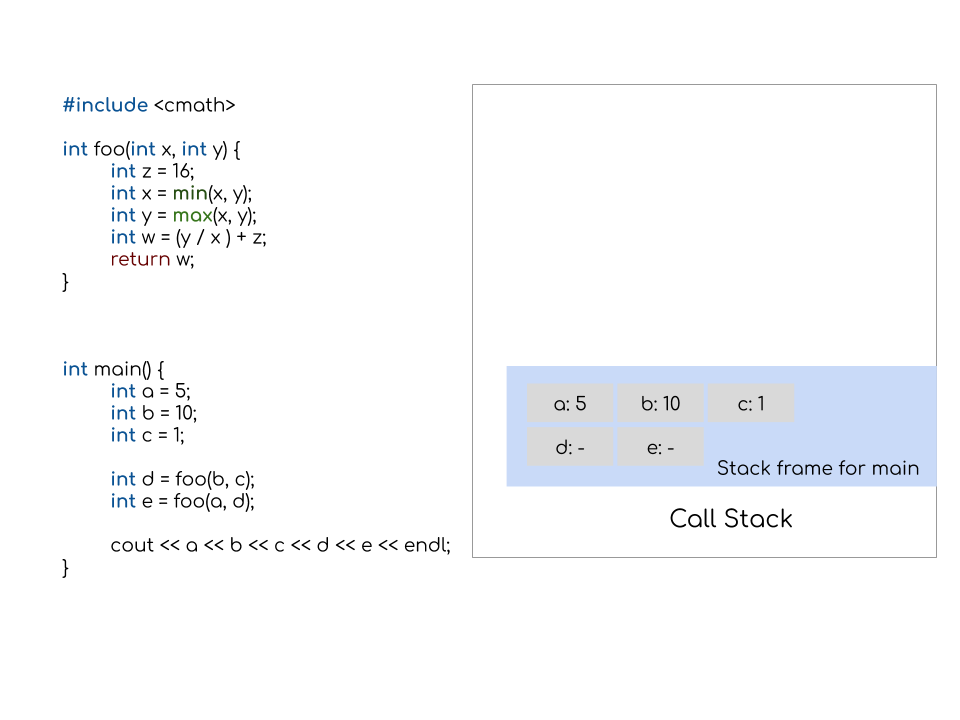 #include <cmath>
int foo(int x, int y) {
int z = 16;
int x = min(x, y);
int y = max(x, y);
int w = (y / x ) + z;
return w;
}
int main() {
int a = 5;
int b = 10;
int c = 1;
int d = foo(b, c);
int e = foo(a, d);
cout << a << b << c << d << e << endl;
}
a: 5 b: 10 c: 1
d: - e: -
Stack frame for main
Call Stack